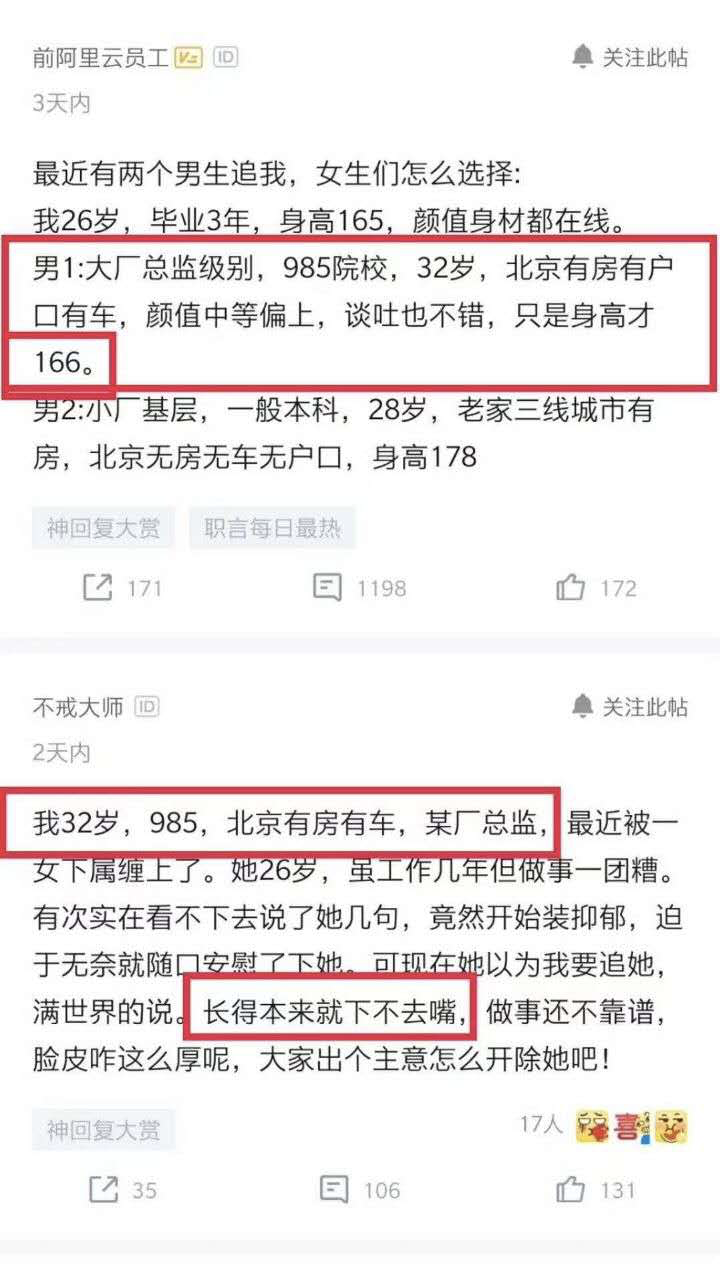 前阿里云员工 V ID 关注此帖
3天内
最近有两个男生追我，女生们怎么选择:
我26岁，毕业3年，身高165，颜值身材都在线。
男1:大厂总监级别，985院校，32岁，北京有房有户
口有车，颜值中等偏上，谈吐也不错，只是身高才
166。
男2:小厂基层，一般本科，28岁，老家三线城市有
房，北京无房无车无户口，身高178
神回复大赏 职言每日最热
171 1198 172
不戒大师 ID 关注此帖
2天内
我32岁，985，北京有房有车，某厂总监，最近被一
女下属缠上了。她26岁，虽工作几年但做事一团糟。
有次实在看不下去说了她几句，竟然开始装抑郁，迫
于无奈就随口安慰了下她。可现在她以为我要追她，
满世界的说。长得本来就下不去嘴，做事还不靠谱，
脸皮咋这么厚呢，大家出个主意怎么开除她吧！
神回复大赏 17人 喜
35 106 131